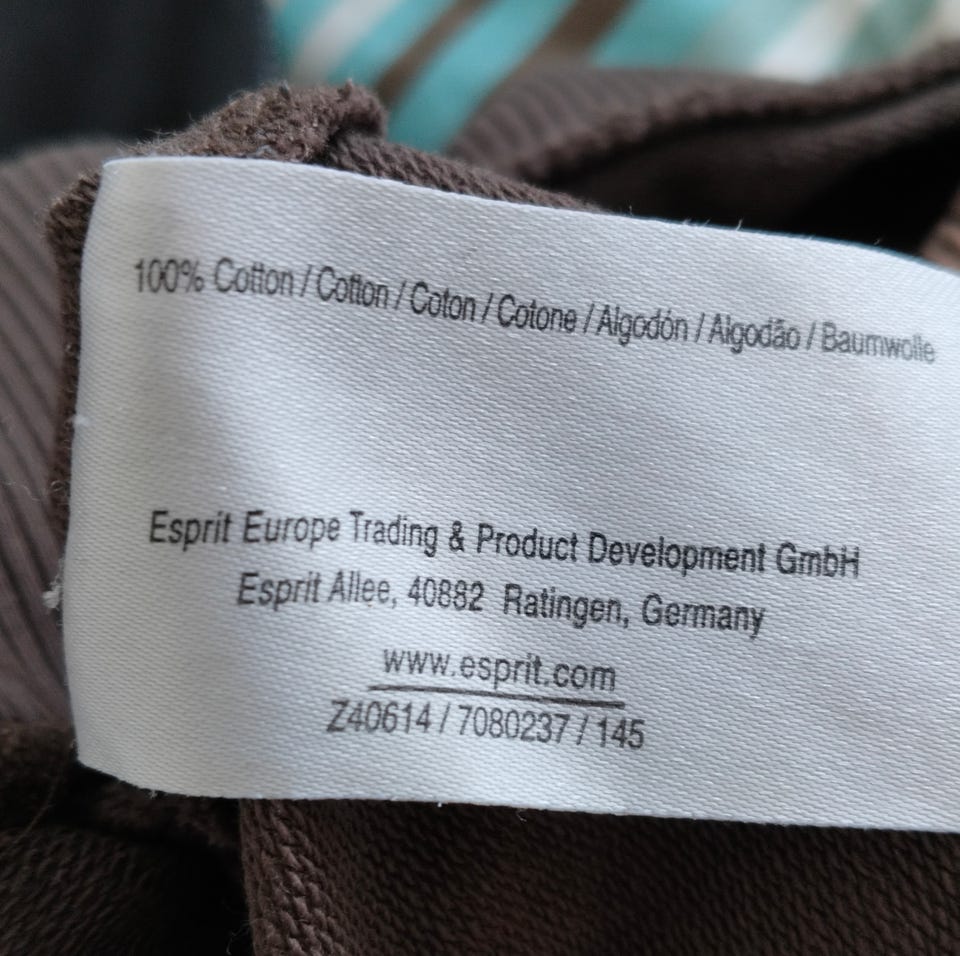 100% Cotton / Cotton / Coton / Cotone / Algodón / Algodão / Baumwolle
Esprit Europe Trading & Product Development GmbH
Esprit Allee, 40882 Ratingen, Germany
www.esprit.com
Z40614 / 7080237 / 145